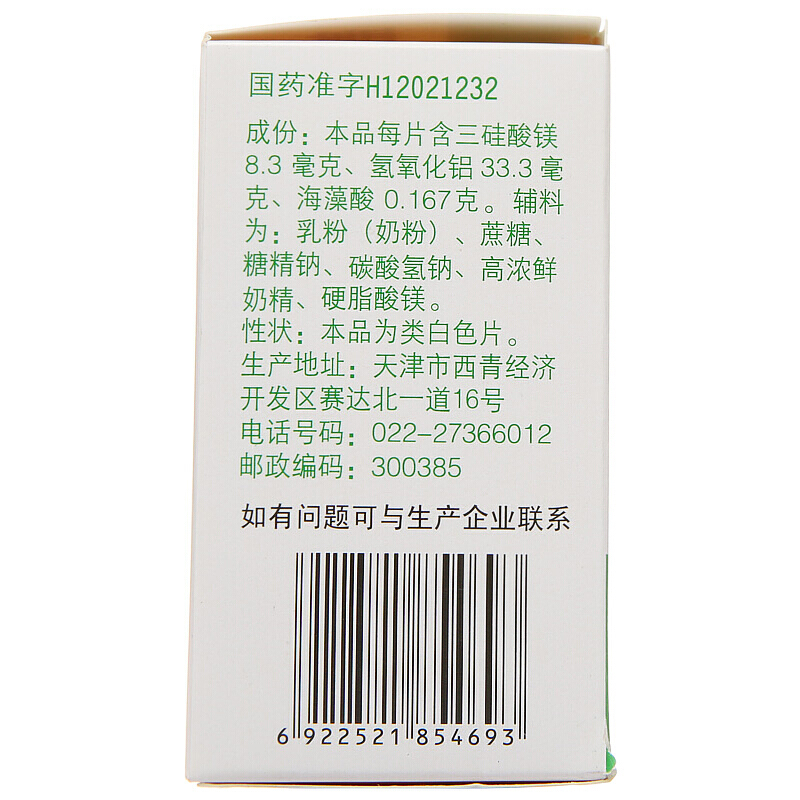 国药准字H12021232
成份：本品每片含三硅酸镁
8.3 毫克、氢氧化铝 33.3 毫
克、海藻酸 0.167克。辅料
为：乳粉（奶粉）、蔗糖、
糖精钠、碳酸氢钠、高浓鲜
奶精、硬脂酸镁。
性状：本品为类白色片。
生产地址：天津市西青经济
开发区赛达北一道16号
电话号码：022-27366012
邮政编码：300385
如有问题可与生产企业联系
6 922521 854693